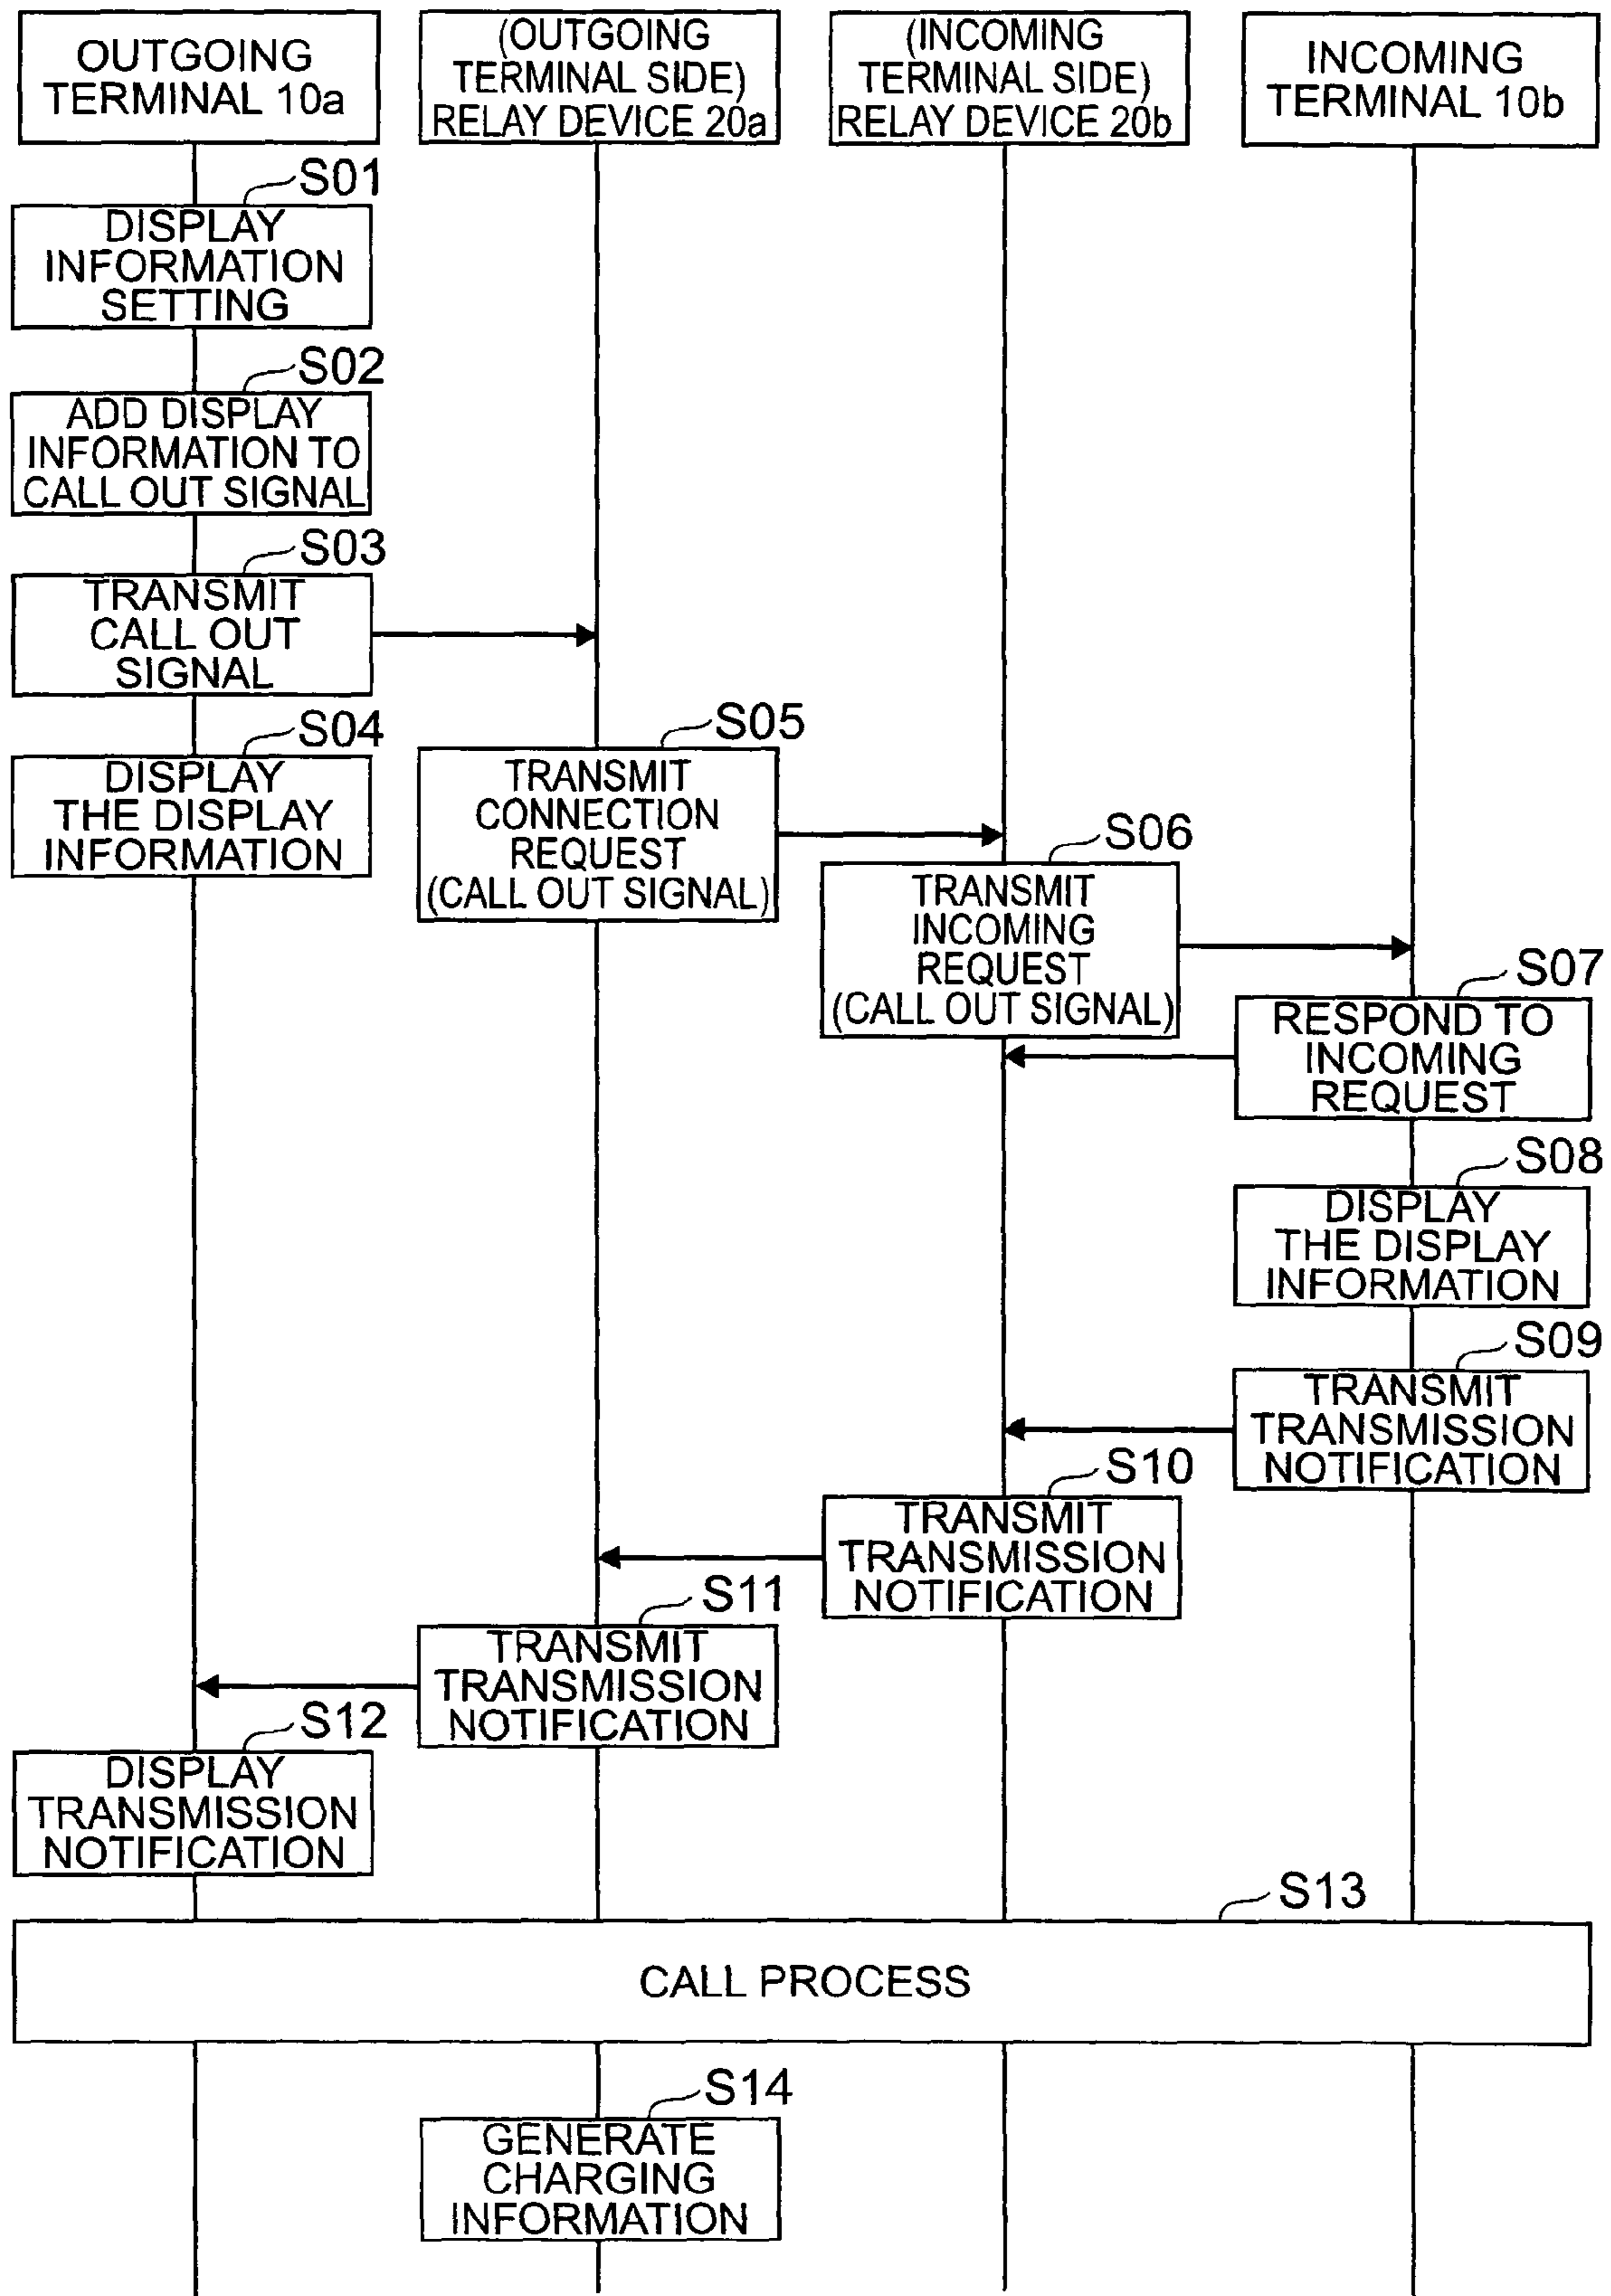 OUTGOING
TERMINAL 10a
(OUTGOING
TERMINAL SIDE)
RELAY DEVICE 20a
(INCOMING
TERMINAL SIDE)
RELAY DEVICE 20b
INCOMING
TERMINAL 10b
S01
DISPLAY
INFORMATION
SETTING
S02
ADD DISPLAY
INFORMATION TO
CALL OUT SIGNAL
S03
TRANSMIT
CALL OUT
SIGNAL
S04
DISPLAY
THE DISPLAY
INFORMATION
S05
TRANSMIT
CONNECTION
REQUEST
(CALL OUT SIGNAL)
S06
TRANSMIT
INCOMING
REQUEST
(CALL OUT SIGNAL)
S07
RESPOND TO
INCOMING
REQUEST
S08
DISPLAY
THE DISPLAY
INFORMATION
S09
TRANSMIT
TRANSMISSION
NOTIFICATION
S10
TRANSMIT
TRANSMISSION
NOTIFICATION
S11
TRANSMIT
TRANSMISSION
NOTIFICATION
S12
DISPLAY
TRANSMISSION
NOTIFICATION
S13
CALL PROCESS
S14
GENERATE
CHARGING
INFORMATION